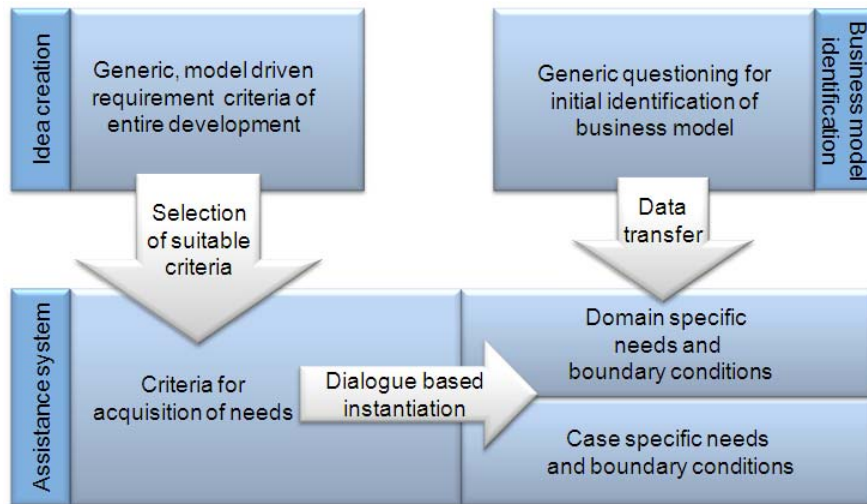 Idea creation
Generic, model driven
requirement criteria of
entire development
Generic questioning for
initial identification of
business model
Business model
identification
Selection
of suitable
criteria
Data
transfer
Assistance system
Criteria for
acquisition of needs
Dialogue based
instantiation
Domain specific
needs and
boundary conditions
Case specific needs
and boundary conditions